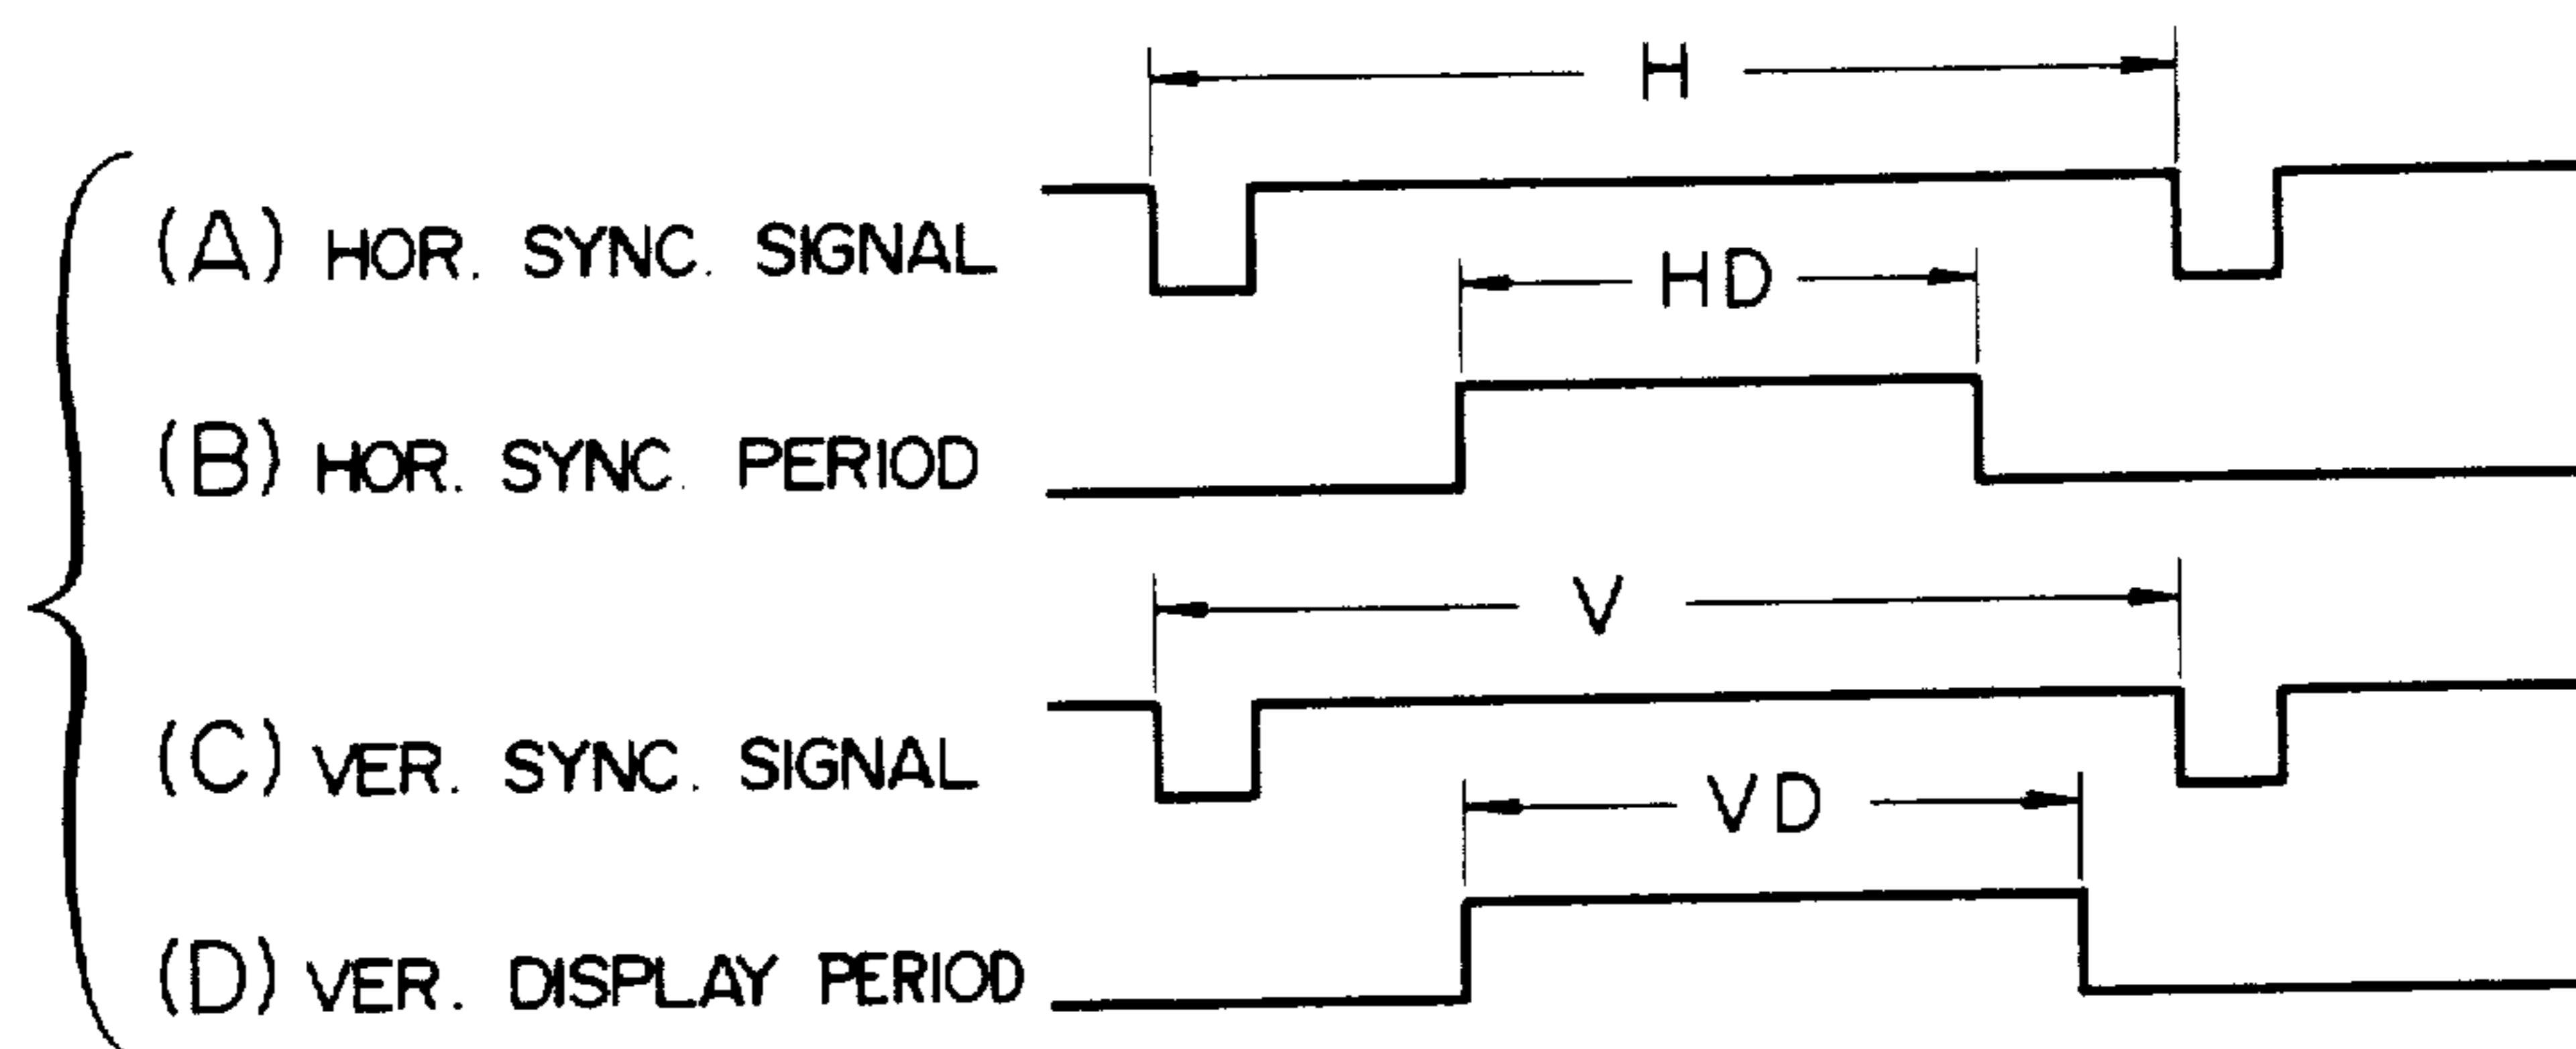 H
(A) HOR. SYNC. SIGNAL
HD
(B) HOR. SYNC. PERIOD
V
(C) VER. SYNC. SIGNAL
VD
(D) VER. DISPLAY PERIOD